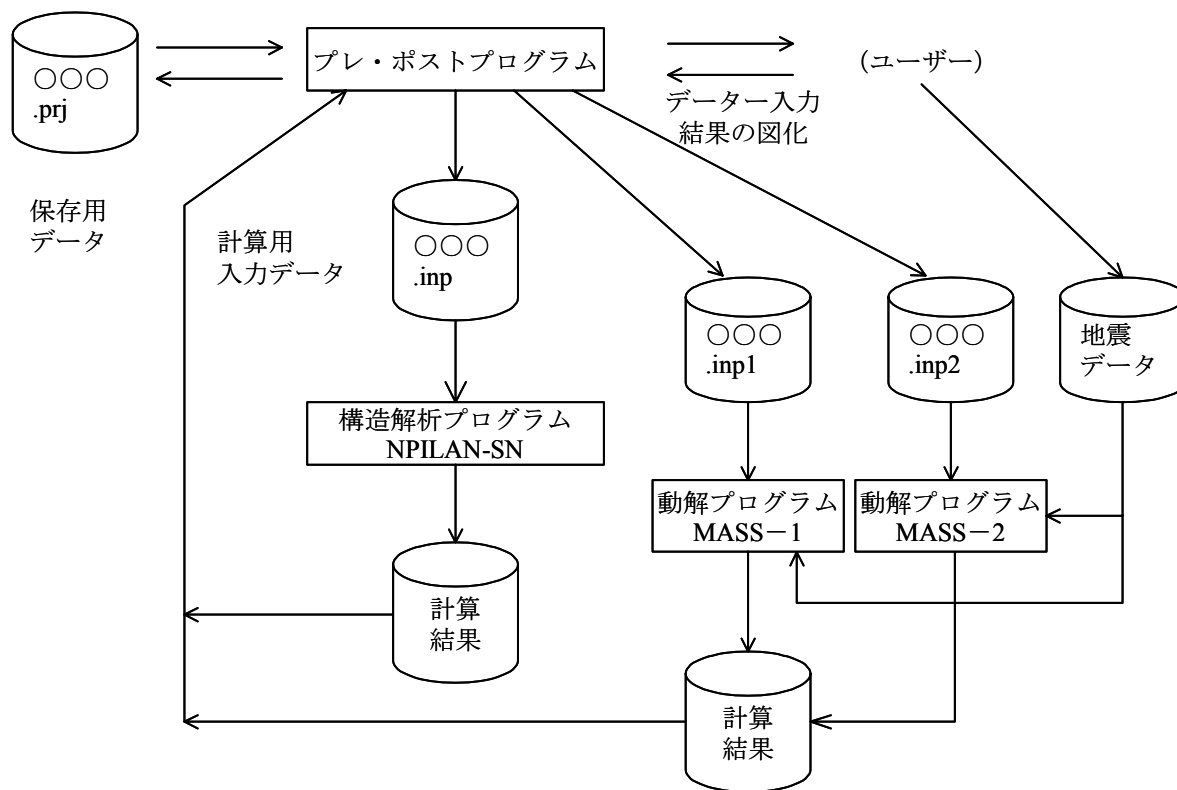 プレ・ポストプログラム
○○○
.prj
(ユーザー)
データー入力
結果の図化
保存用
データ
計算用
入力データ
○○○
.inp
○○○
.inp1
○○○
.inp2
地震
データ
構造解析プログラム
NPILAN-SN
動解プログラム
MASS－1
動解プログラム
MASS－2
計算
結果
計算
結果